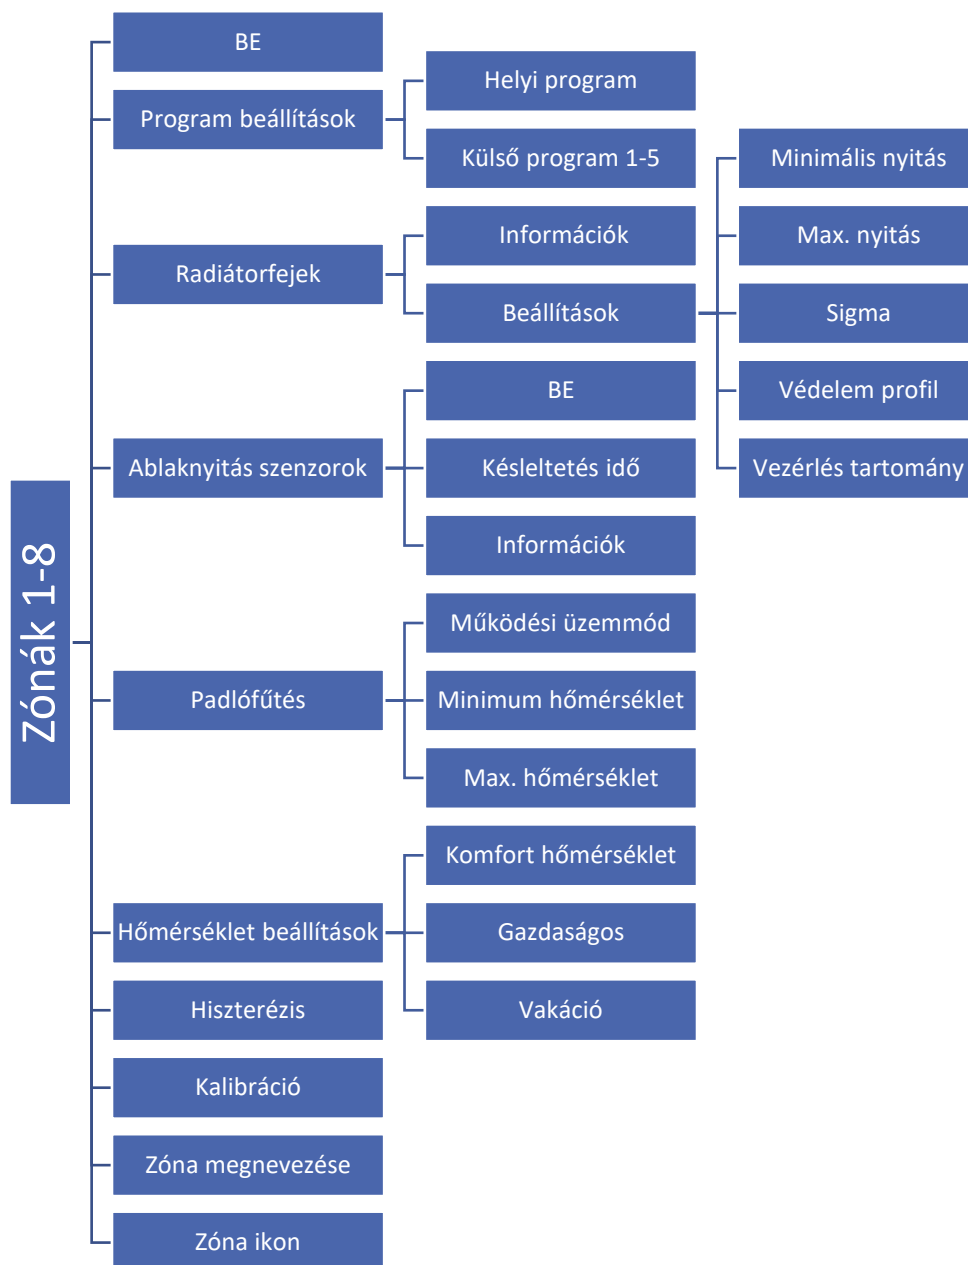 Zónák 1-8
BE
Program beállítások
Helyi program
Külső program 1-5
Radiátorfejek
Információk
Beállítások
Minimális nyitás
Max. nyitás
Sigma
Védelem profil
Vezérlés tartomány
Ablaknyitás szenzorok
BE
Késleltetés idő
Információk
Padlófűtés
Működési üzemmód
Minimum hőmérséklet
Max. hőmérséklet
Hőmérséklet beállítások
Komfort hőmérséklet
Gazdaságos
Vakáció
Hiszterézis
Kalibráció
Zóna megnevezése
Zóna ikon